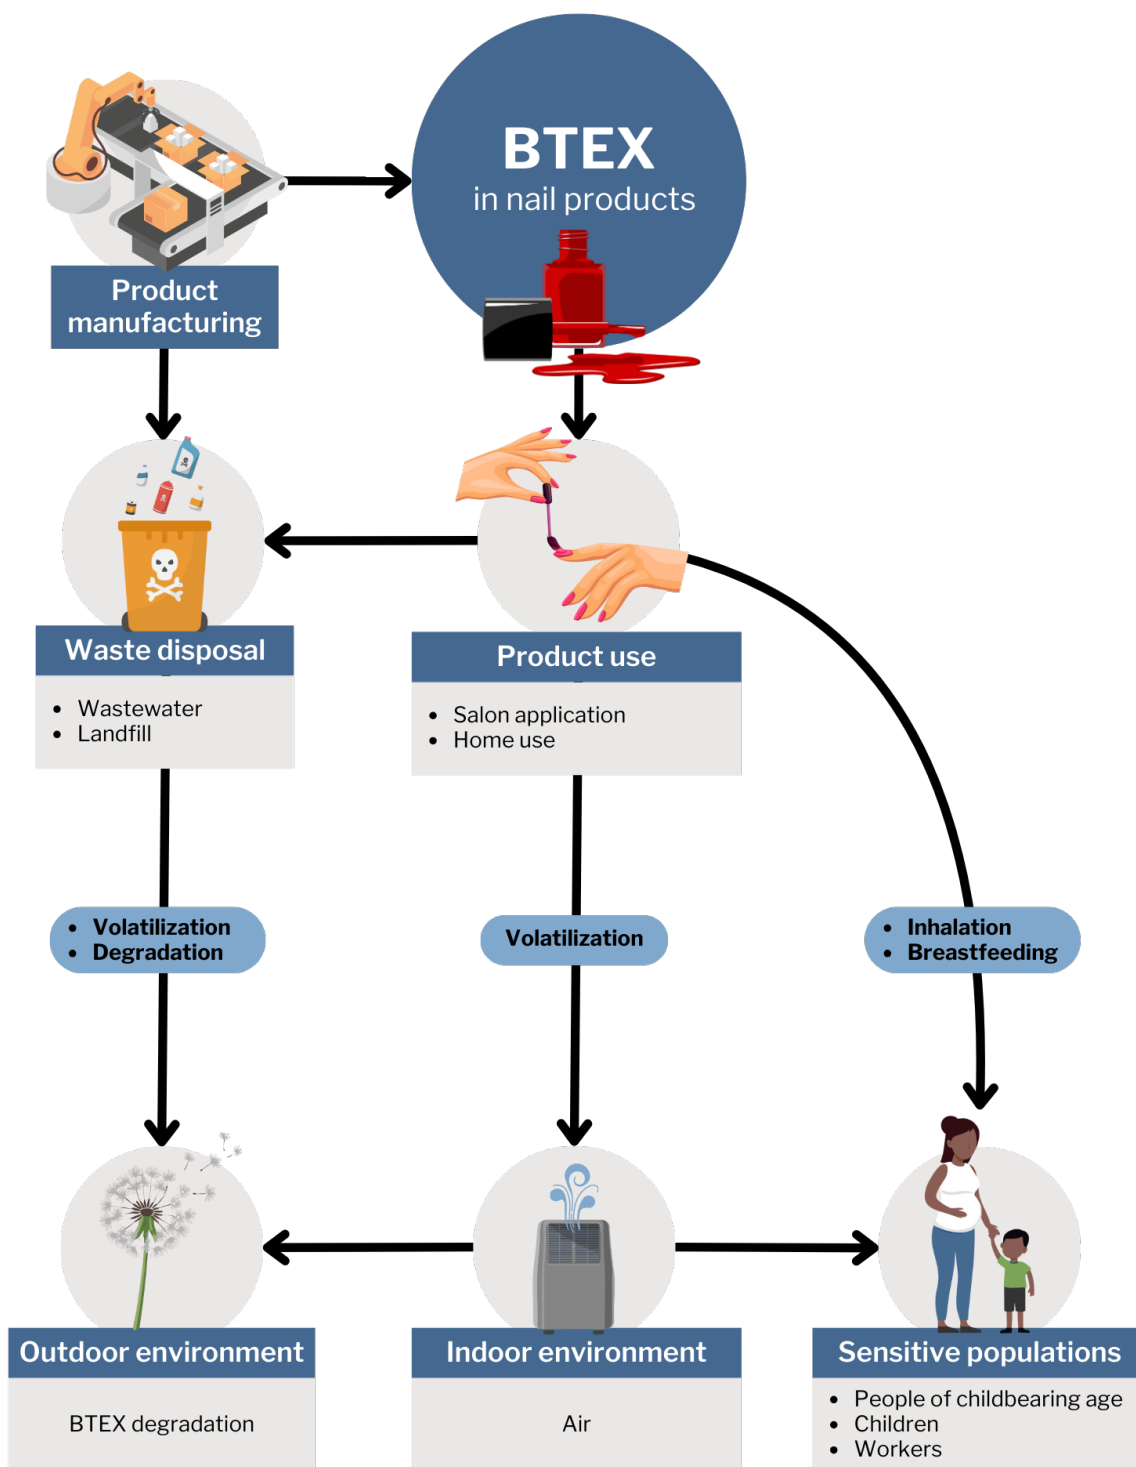 BTEX
in nail products
Product
manufacturing
Waste disposal
• Wastewater
• Landfill
Product use
• Salon application
• Home use
• Volatilization
• Degradation
Volatilization
• Inhalation
• Breastfeeding
Outdoor environment
BTEX degradation
Indoor environment
Air
Sensitive populations
• People of childbearing age
• Children
• Workers